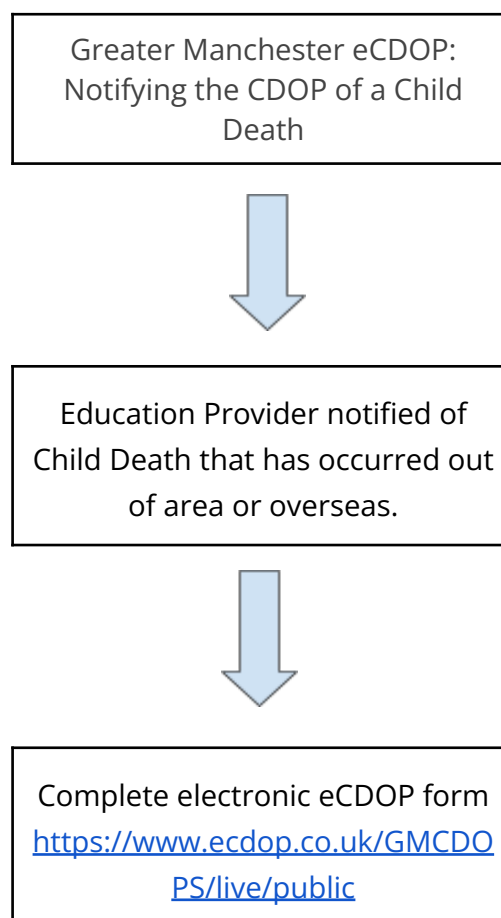 Greater Manchester eCDOP:
Notifying the CDOP of a Child
Death
Education Provider notified of
Child Death that has occurred out
of area or overseas.
Complete electronic eCDOP form
https://www.ecdop.co.uk/GMCDO
PS/live/public